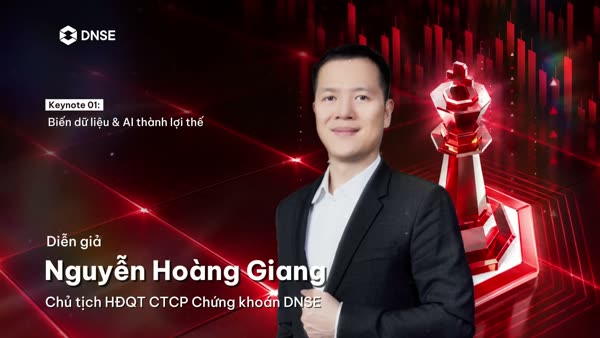 DNSE
Keynote 01:
Biến dữ liệu & AI thành lợi thế
Diễn giả
Nguyễn Hoàng Giang
Chủ tịch HĐQT CTCP Chứng khoán DNSE